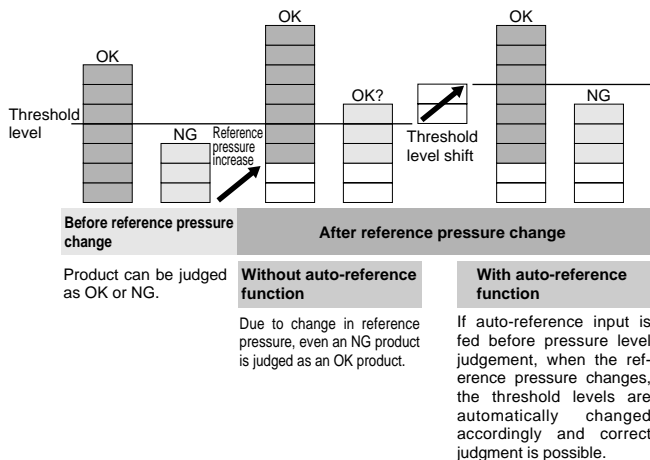 OK
OK
OK
OK?
NG
NG
Threshold
level
Reference
pressure
increase
Threshold
level shift
Before reference pressure
change
After reference pressure change
Product can be judged
as OK or NG.
Without auto-reference
function
Due to change in reference
pressure, even an NG product
is judged as an OK product.
With auto-reference
function
If auto-reference input is
fed before pressure level
judgement, when the ref-
erence pressure changes,
the threshold levels are
automatically changed
accordingly and correct
judgment is possible.